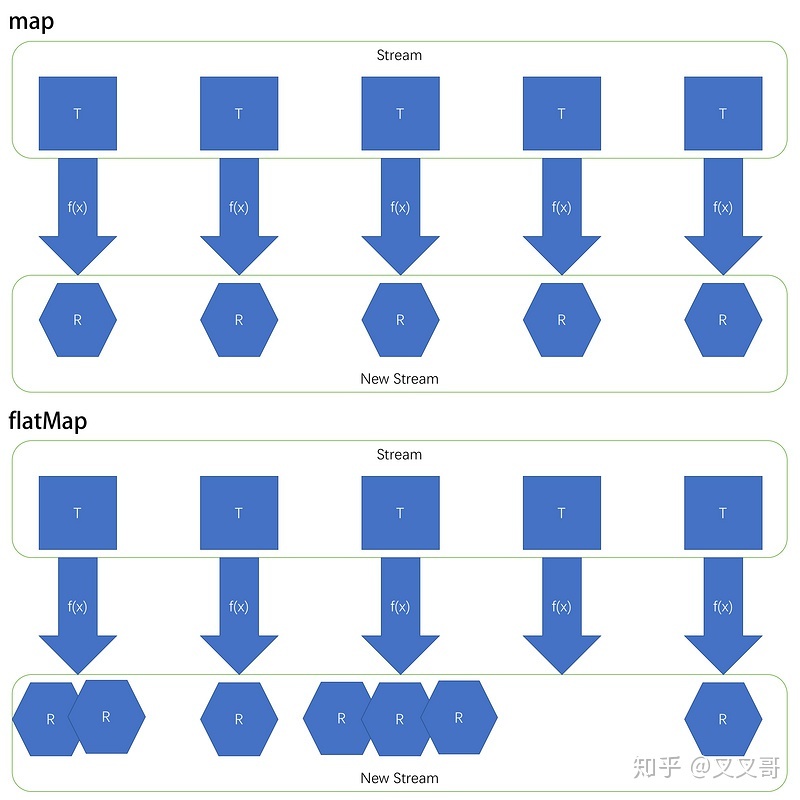 map
Stream
T T T T T
f(x) f(x) f(x) f(x) f(x)
R R R R R
New Stream
flatMap
Stream
T T T T T
f(x) f(x) f(x) f(x) f(x)
R R R R R R R
New Stream
知乎 @叉叉哥